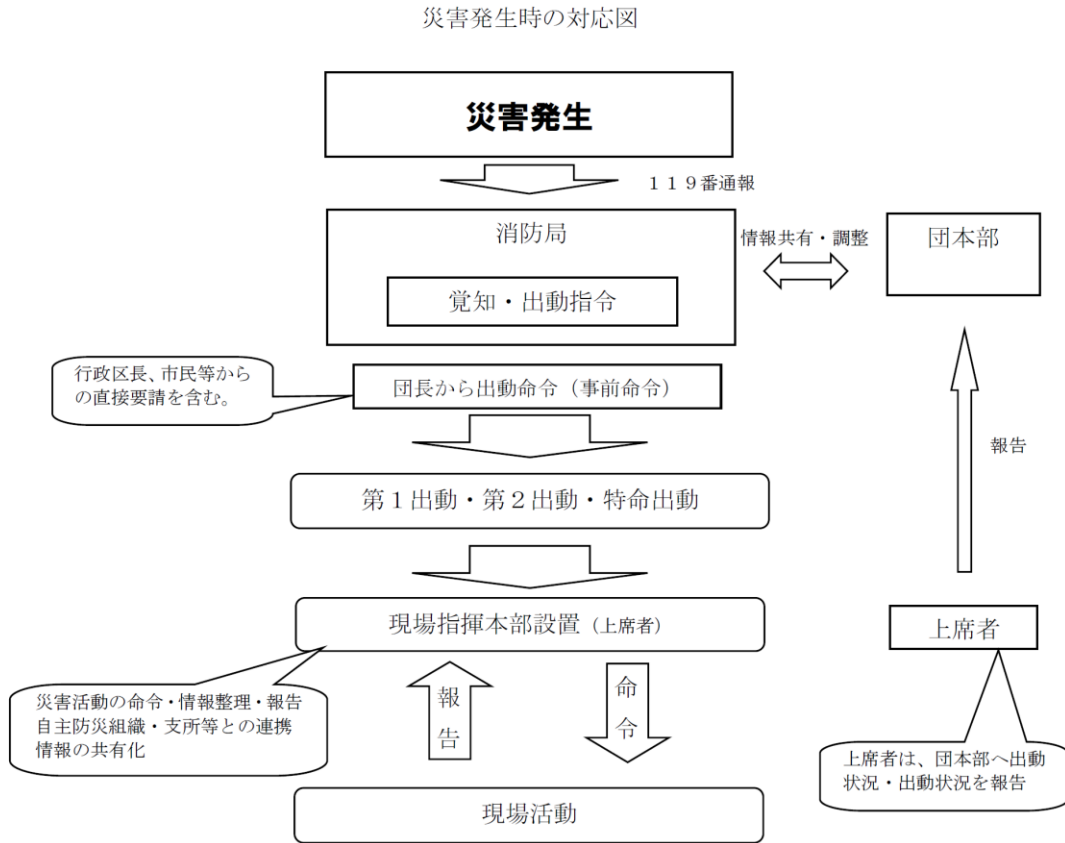 災害発生時の対応図
災害発生
119番通報
消防局
情報共有・調整
団本部
覚知・出動指令
行政区長、市民等から
の直接要請を含む。
団長から出動命令（事前命令）
報告
第1出動・第2出動・特命出動
現場指揮本部設置（上席者）
上席者
災害活動の命令・情報整理・報告
自主防災組織・支所等との連携
情報の共有化
報告
命令
上席者は、団本部へ出動
状況・出動状況を報告
現場活動